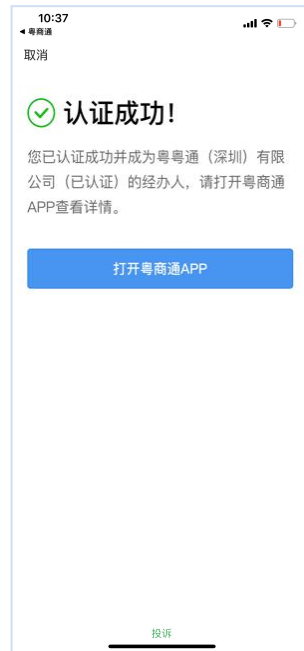 10:37
◀ 粤商通
取消
认证成功!
您已认证成功并成为粤粤通（深圳）有限
公司（已认证）的经办人，请打开粤商通
APP查看详情。
打开粤商通APP
投诉